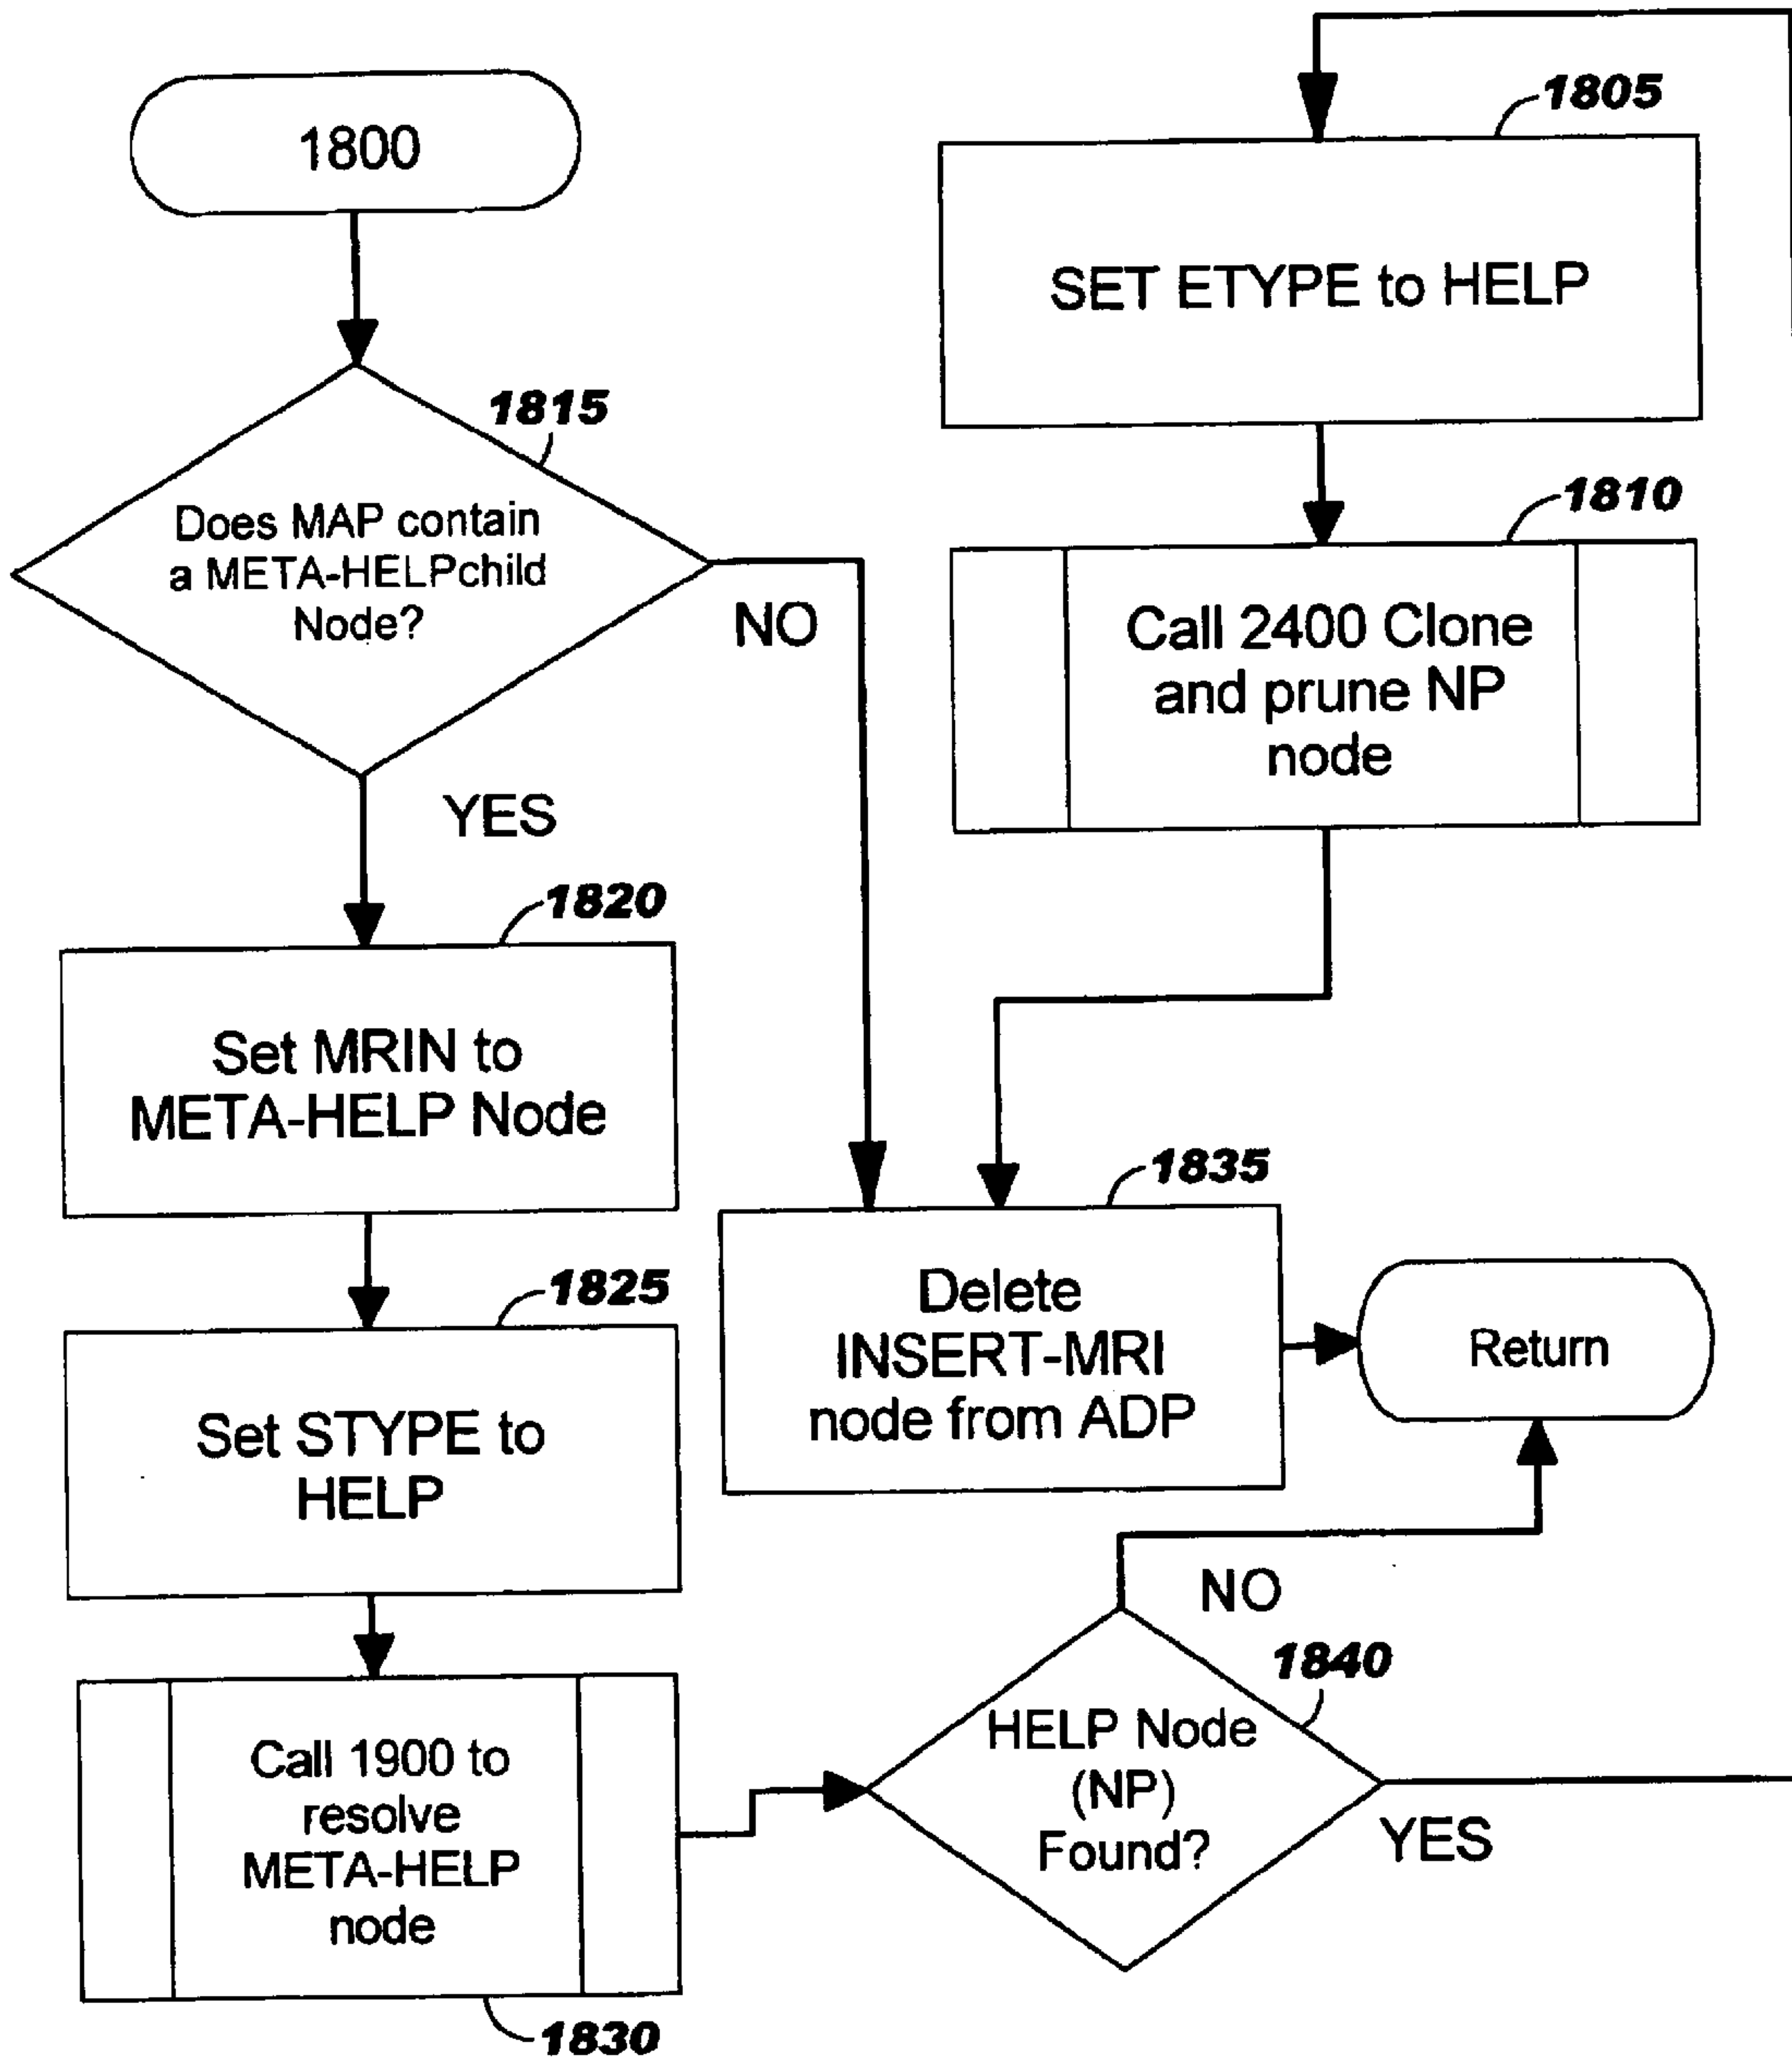 1800
1815
Does MAP contain
a META-HELPchild
Node?
NO
YES
1820
Set MRIN to
META-HELP Node
1825
Set STYPE to
HELP
Call 1900 to
resolve
META-HELP
node
1830
1805
SET ETYPE to HELP
1810
Call 2400 Clone
and prune NP
node
1835
Delete
INSERT-MRI
node from ADP
Return
NO
1840
HELP Node
(NP)
Found?
YES